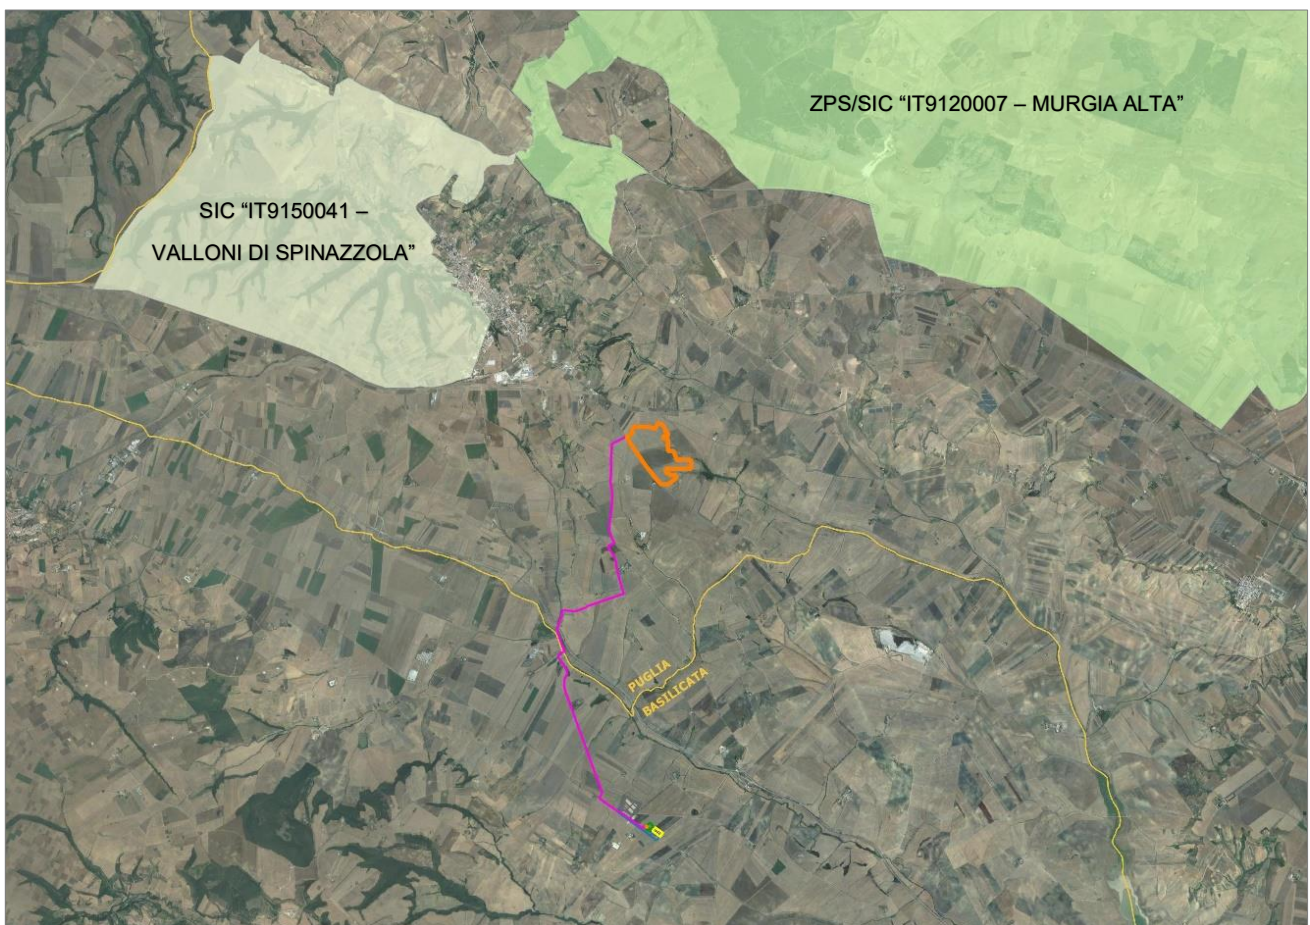 ZPS/SIC “IT9120007 – MURGIA ALTA”
SIC “IT9150041 –
VALLONI DI SPINAZZOLA”
PUGLIA
BASILICATA